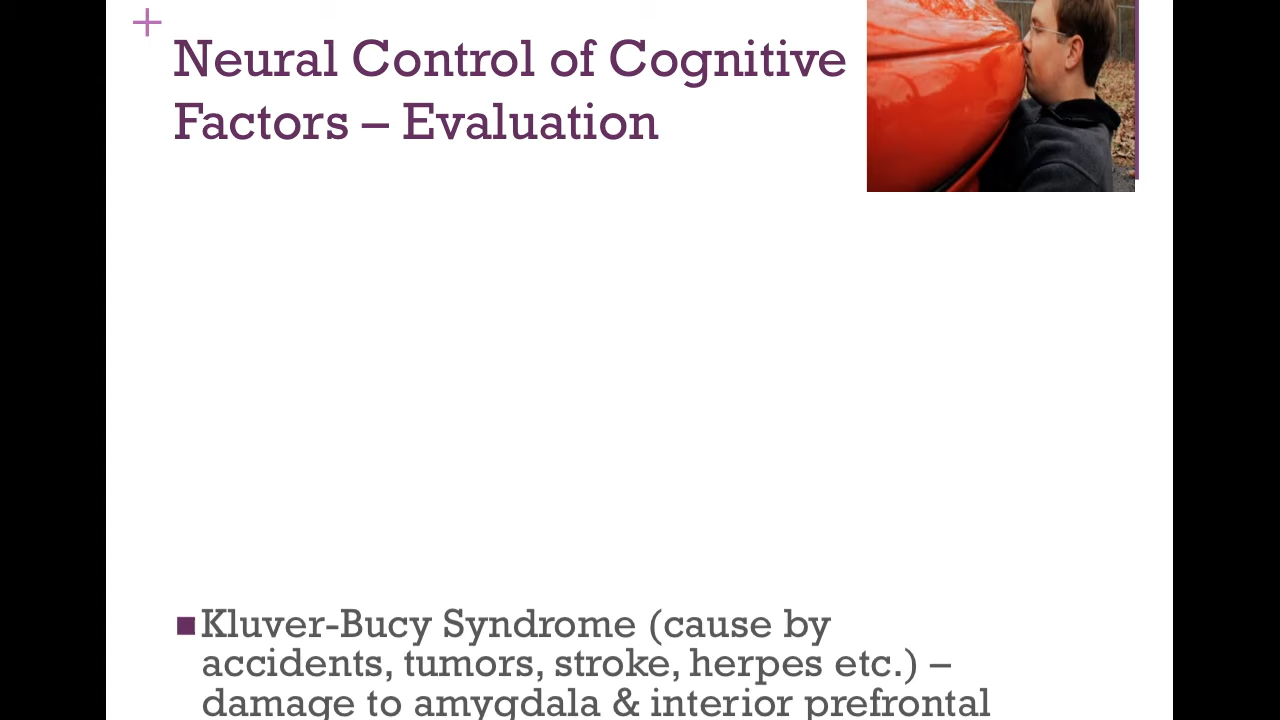 +
Neural Control of Cognitive
Factors – Evaluation
■Kluver-Bucy Syndrome (cause by
accidents, tumors, stroke, herpes etc.) –
damage to amygdala & interior prefrontal